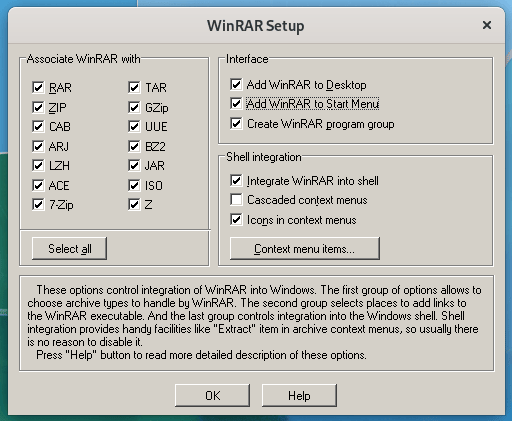 WinRAR Setup
Associate WinRAR with
RAR
ZIP
CAB
ARJ
LZH
ACE
7-Zip
TAR
GZip
UUE
BZ2
JAR
ISO
Z
Select all
Interface
Add WinRAR to Desktop
Add WinRAR to Start Menu
Create WinRAR program group
Shell integration
Integrate WinRAR into shell
Cascaded context menus
Icons in context menus
Context menu items...
These options control integration of WinRAR into Windows. The first group of options allows to
choose archive types to handle by WinRAR. The second group selects places to add links to
the WinRAR executable. And the last group controls integration into the Windows shell. Shell
integration provides handy facilities like "Extract" item in archive context menus, so usually there
is no reason to disable it.
Press "Help" button to read more detailed description of these options.
OK
Help